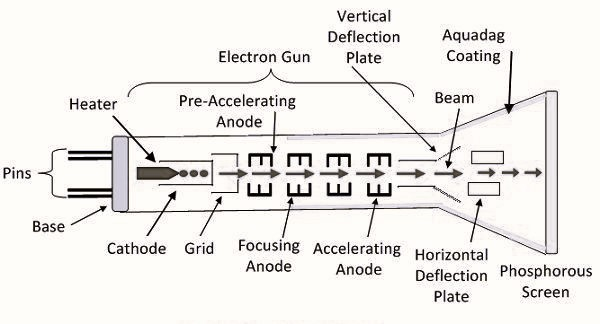 Vertical
Deflection
Plate
Aquadag
Coating
Electron Gun
Heater
Pre-Accelerating
Anode
Beam
Pins
Base
Cathode
Grid
Focusing
Anode
Accelerating
Anode
Horizontal
Deflection
Plate
Phosphorous
Screen